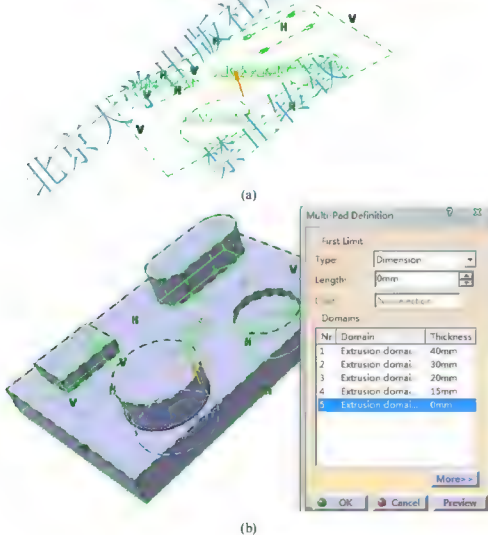 北京大学出版社
禁止转载
V
H
V
V
H
V
H
(a)
Multi-Pad Definition
First Limit
Type: Dimension
Length: 0mm
Domains
Nr Domain Thickness
1 Extrusion domai... 40mm
2 Extrusion domai... 30mm
3 Extrusion domai... 20mm
4 Extrusion domai... 15mm
5 Extrusion domai... 0mm
More>>
OK Cancel Preview
V
H
V
H
H
V
(b)